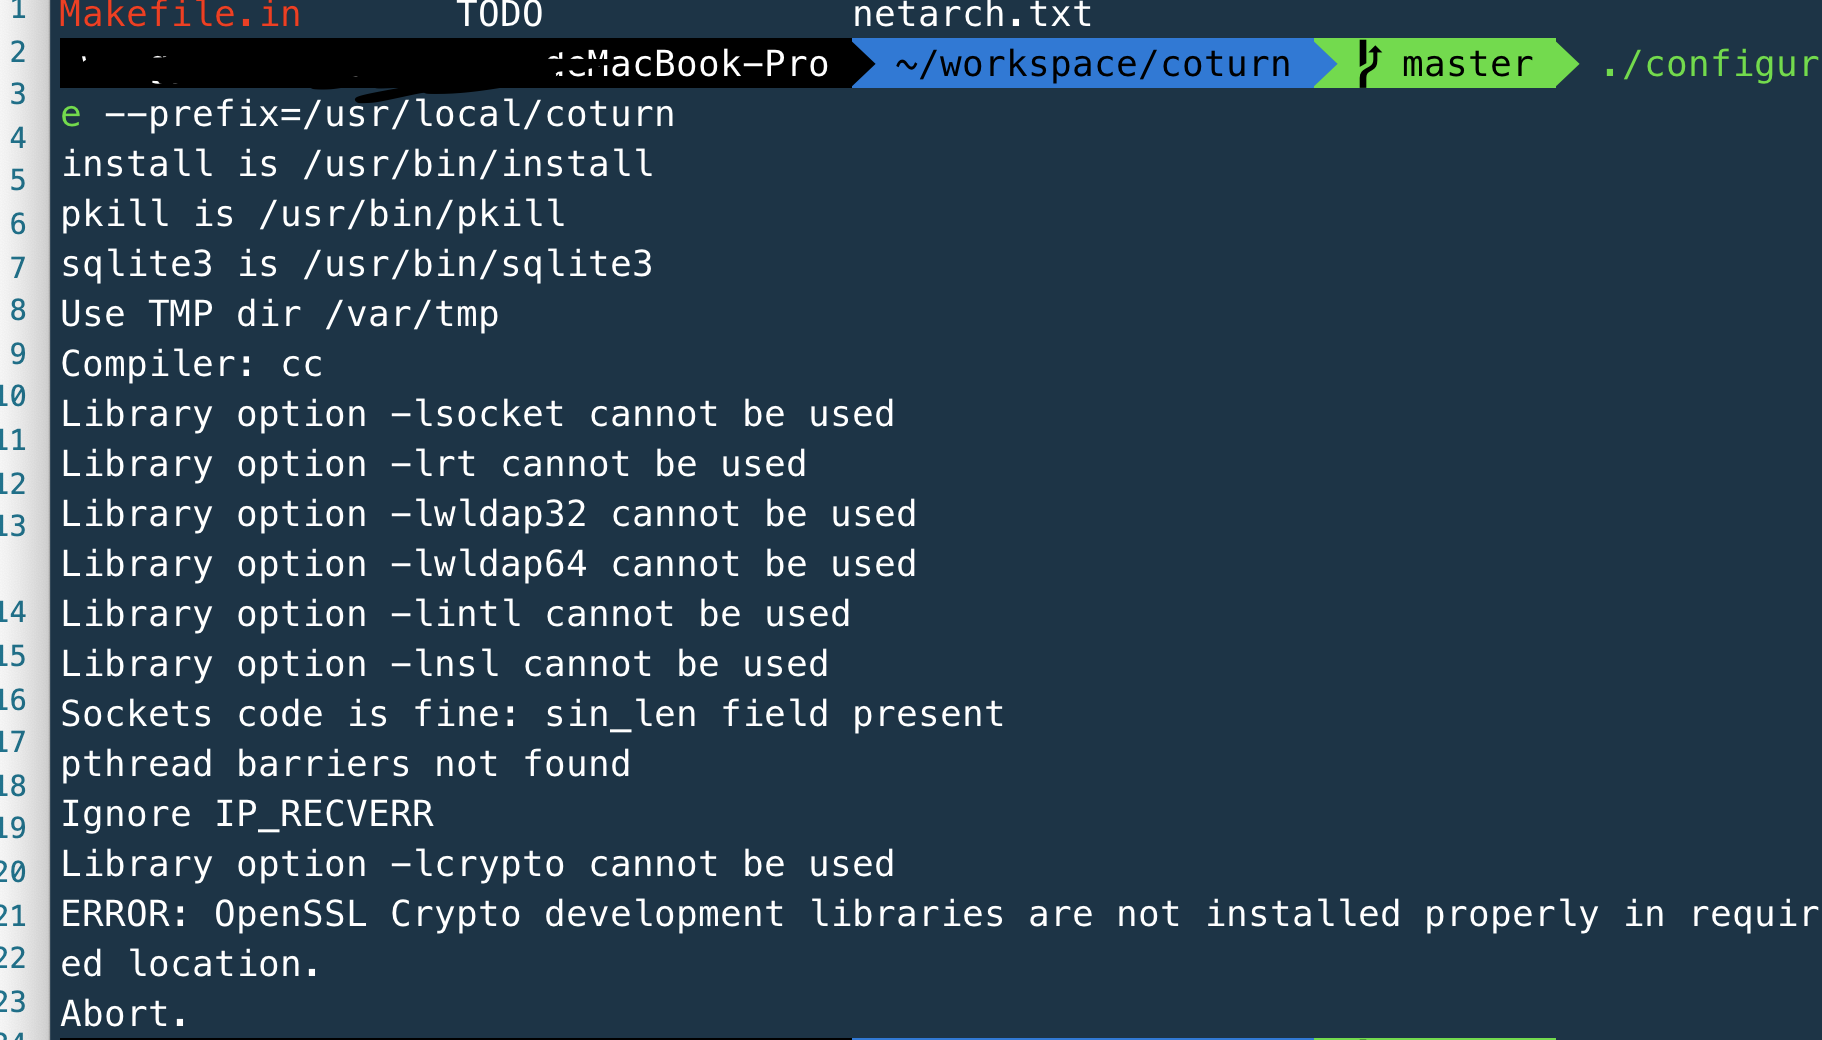 1 Makefile.in TODO netarch.txt
2 deMacBook-Pro ~/workspace/coturn master ./configur
3 e --prefix=/usr/local/coturn
4 install is /usr/bin/install
5 pkill is /usr/bin/pkill
6 sqlite3 is /usr/bin/sqlite3
7 Use TMP dir /var/tmp
8
9 Compiler: cc
10 Library option -lsocket cannot be used
11 Library option -lrt cannot be used
12 Library option -lwldap32 cannot be used
13 Library option -lwldap64 cannot be used
14 Library option -lintl cannot be used
15 Library option -lnsl cannot be used
16 Sockets code is fine: sin_len field present
17 pthread barriers not found
18
19 Ignore IP_RECVERR
20 Library option -lcrypto cannot be used
21 ERROR: OpenSSL Crypto development libraries are not installed properly in requir
22 ed location.
23 Abort.
24